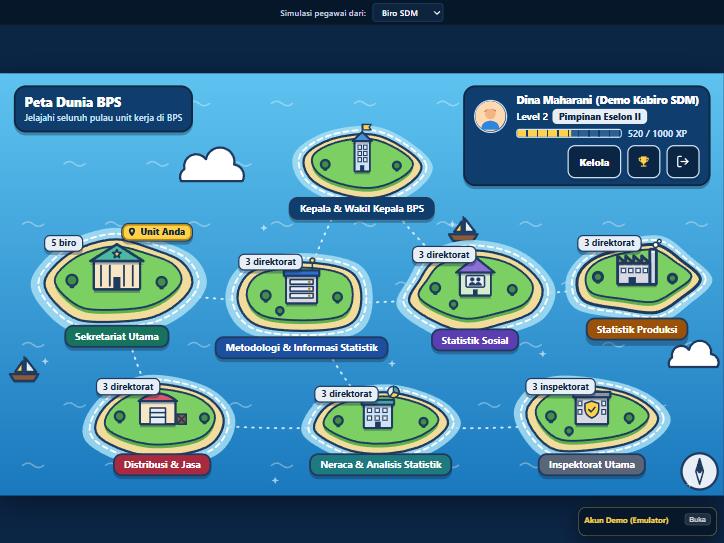 Simulasi pegawai dari: Biro SDM
Peta Dunia BPS
Jelajahi seluruh pulau unit kerja di BPS
Dina Maharani (Demo Kabiro SDM)
Level 2 Pimpinan Eselon II
520 / 1000 XP
Kelola
Kepala & Wakil Kepala BPS
Unit Anda
5 biro
Sekretariat Utama
3 direktorat
Metodologi & Informasi Statistik
3 direktorat
Statistik Sosial
3 direktorat
Statistik Produksi
3 direktorat
Distribusi & Jasa
3 direktorat
Neraca & Analisis Statistik
3 inspektorat
Inspektorat Utama
Akun Demo (Emulator) Buka